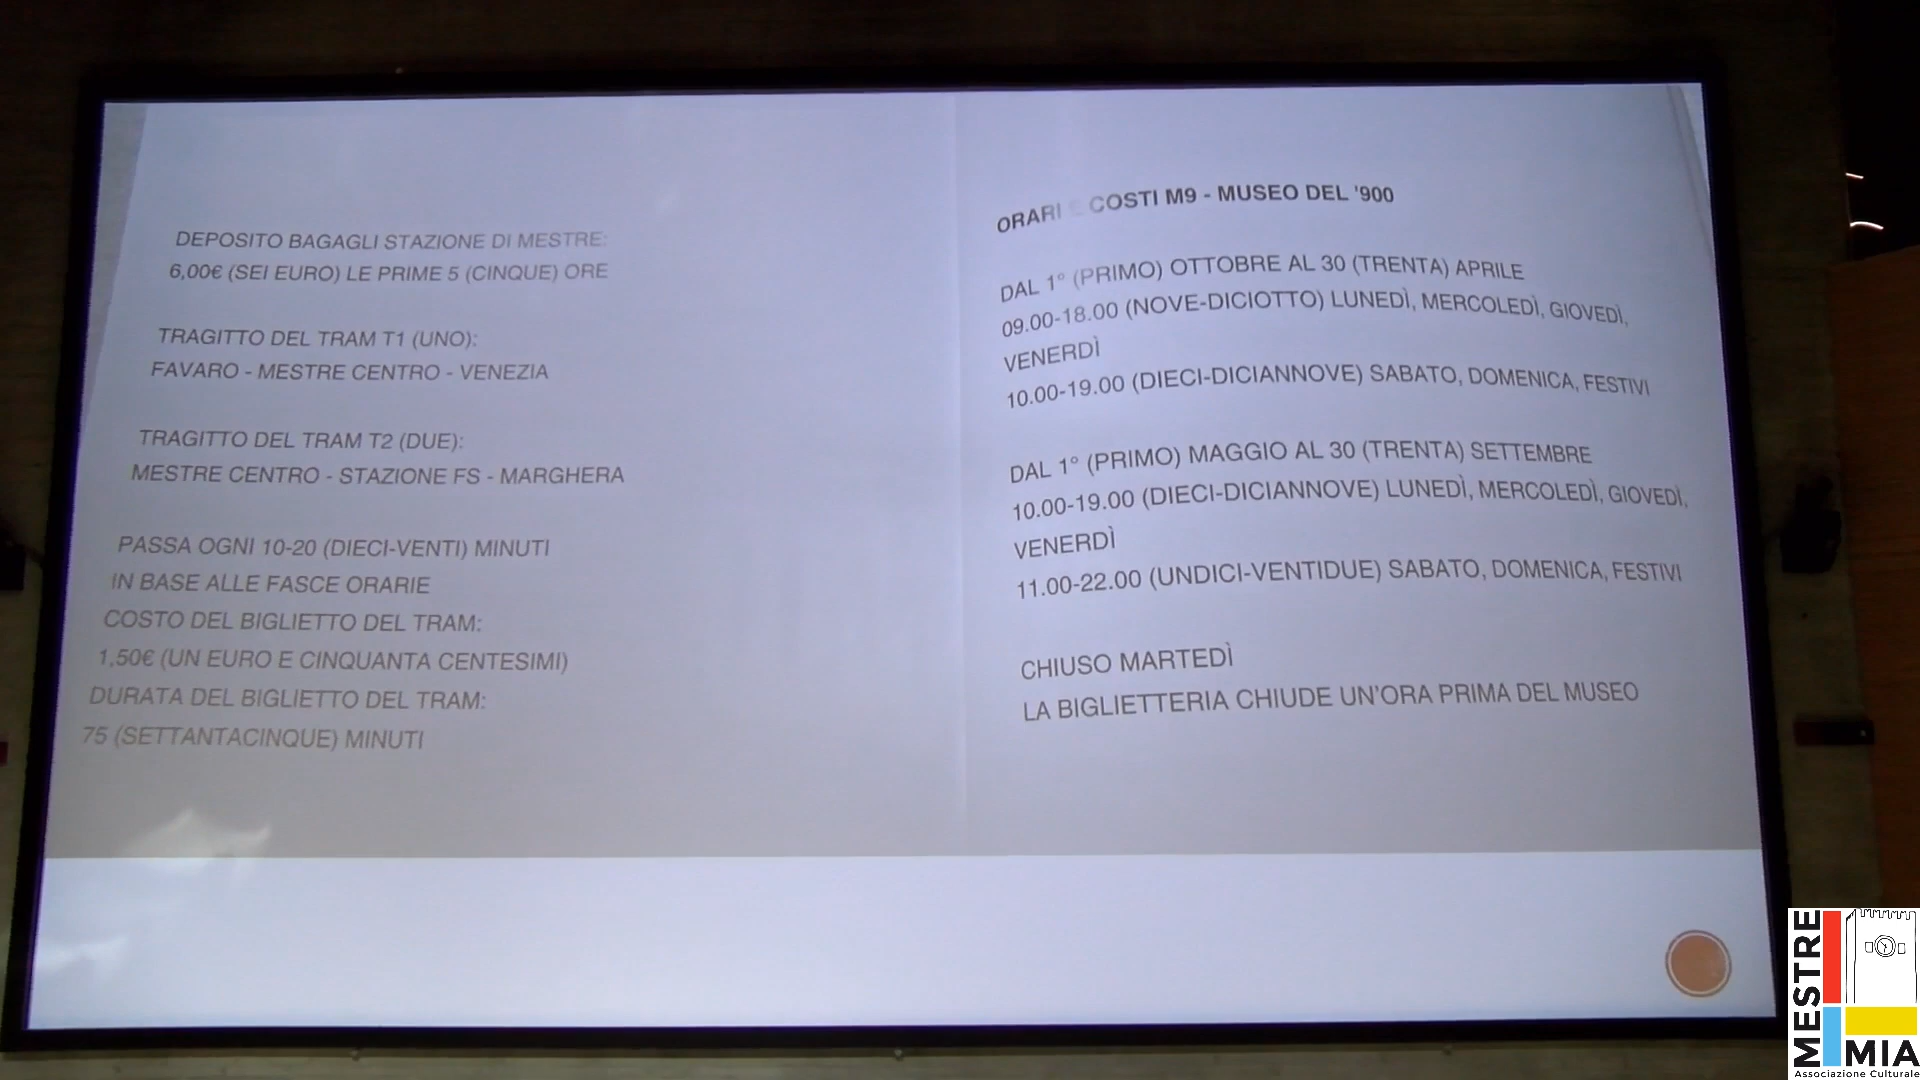 DEPOSITO BAGAGLI STAZIONE DI MESTRE:
6,00€ (SEI EURO) LE PRIME 5 (CINQUE) ORE
TRAGITTO DEL TRAM T1 (UNO):
FAVARO - MESTRE CENTRO - VENEZIA
TRAGITTO DEL TRAM T2 (DUE):
MESTRE CENTRO - STAZIONE FS - MARGHERA
PASSA OGNI 10-20 (DIECI-VENTI) MINUTI
IN BASE ALLE FASCE ORARIE
COSTO DEL BIGLIETTO DEL TRAM:
1,50€ (UN EURO E CINQUANTA CENTESIMI)
DURATA DEL BIGLIETTO DEL TRAM:
75 (SETTANTACINQUE) MINUTI
ORARI E COSTI M9 - MUSEO DEL '900
DAL 1° (PRIMO) OTTOBRE AL 30 (TRENTA) APRILE
09.00-18.00 (NOVE-DICIOTTO) LUNEDÌ, MERCOLEDÌ, GIOVEDÌ,
VENERDÌ
10.00-19.00 (DIECI-DICIANNOVE) SABATO, DOMENICA, FESTIVI
DAL 1° (PRIMO) MAGGIO AL 30 (TRENTA) SETTEMBRE
10.00-19.00 (DIECI-DICIANNOVE) LUNEDÌ, MERCOLEDÌ, GIOVEDÌ,
VENERDÌ
11.00-22.00 (UNDICI-VENTIDUE) SABATO, DOMENICA, FESTIVI
CHIUSO MARTEDÌ
LA BIGLIETTERIA CHIUDE UN'ORA PRIMA DEL MUSEO
MESTRE
MIA
Associazione Culturale